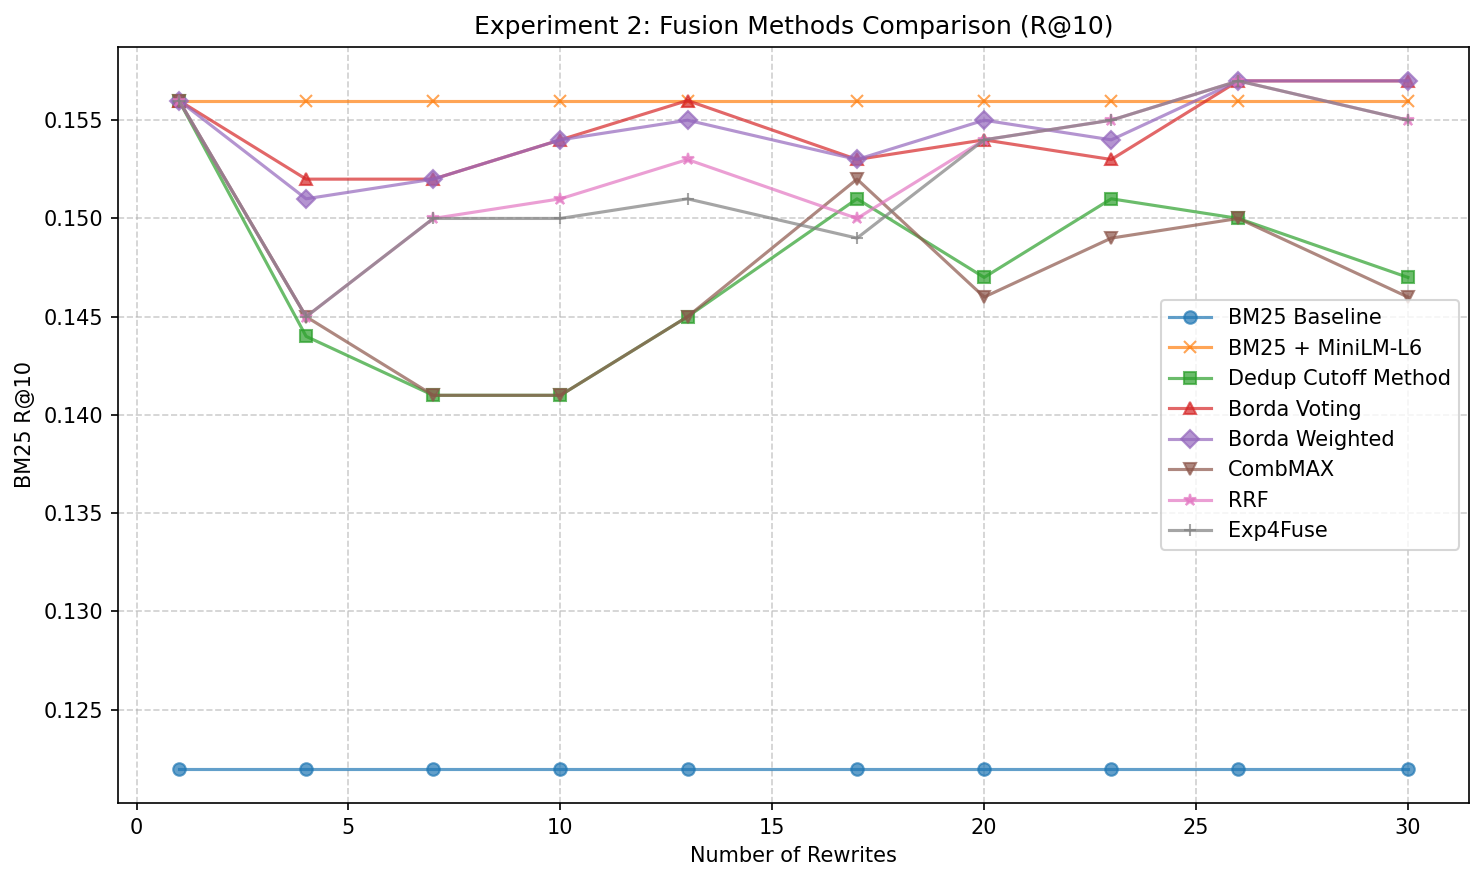 Experiment 2: Fusion Methods Comparison (R@10)
BM25 R@10
0.155
0.150
0.145
0.140
0.135
0.130
0.125
BM25 Baseline
BM25 + MiniLM-L6
Dedup Cutoff Method
Borda Voting
Borda Weighted
CombMAX
RRF
Exp4Fuse
0 5 10 15 20 25 30
Number of Rewrites